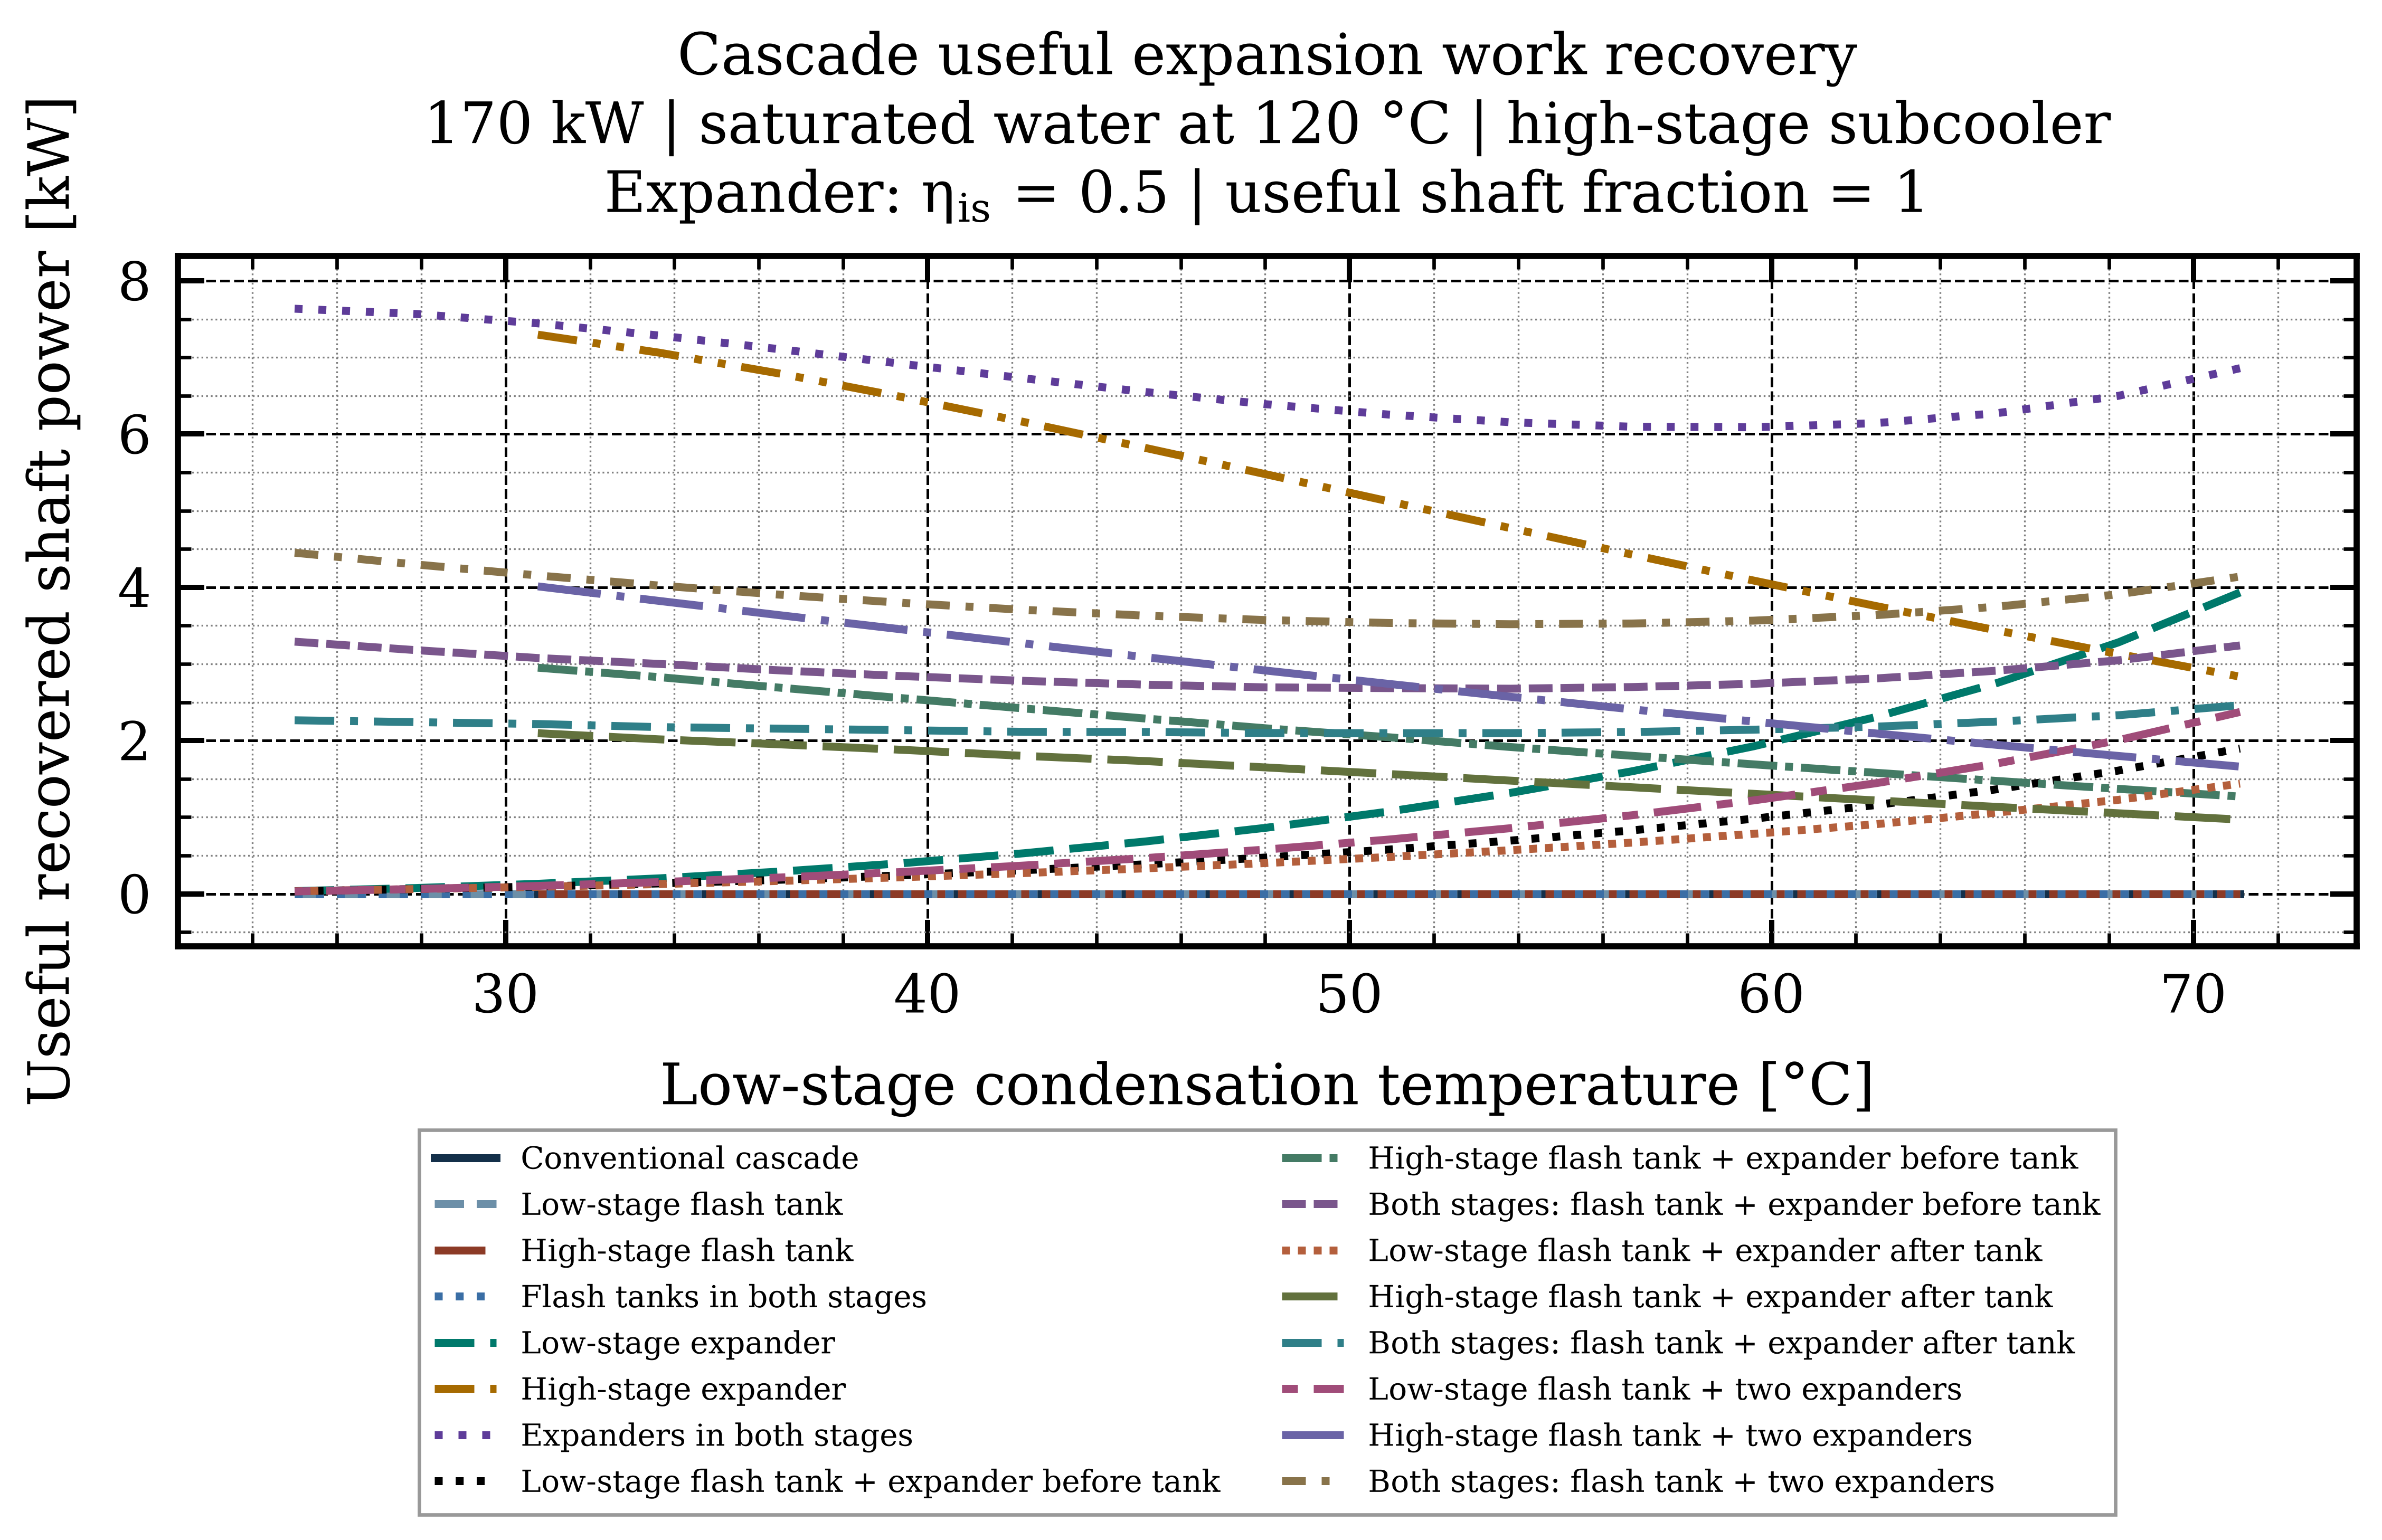 Cascade useful expansion work recovery
170 kW | saturated water at 120 °C | high-stage subcooler
Expander: ηis = 0.5 | useful shaft fraction = 1
Useful recovered shaft power [kW]
8
6
4
2
0
30 40 50 60 70
Low-stage condensation temperature [°C]
Conventional cascade
Low-stage flash tank
High-stage flash tank
Flash tanks in both stages
Low-stage expander
High-stage expander
Expanders in both stages
Low-stage flash tank + expander before tank
High-stage flash tank + expander before tank
Both stages: flash tank + expander before tank
Low-stage flash tank + expander after tank
High-stage flash tank + expander after tank
Both stages: flash tank + expander after tank
Low-stage flash tank + two expanders
High-stage flash tank + two expanders
Both stages: flash tank + two expanders